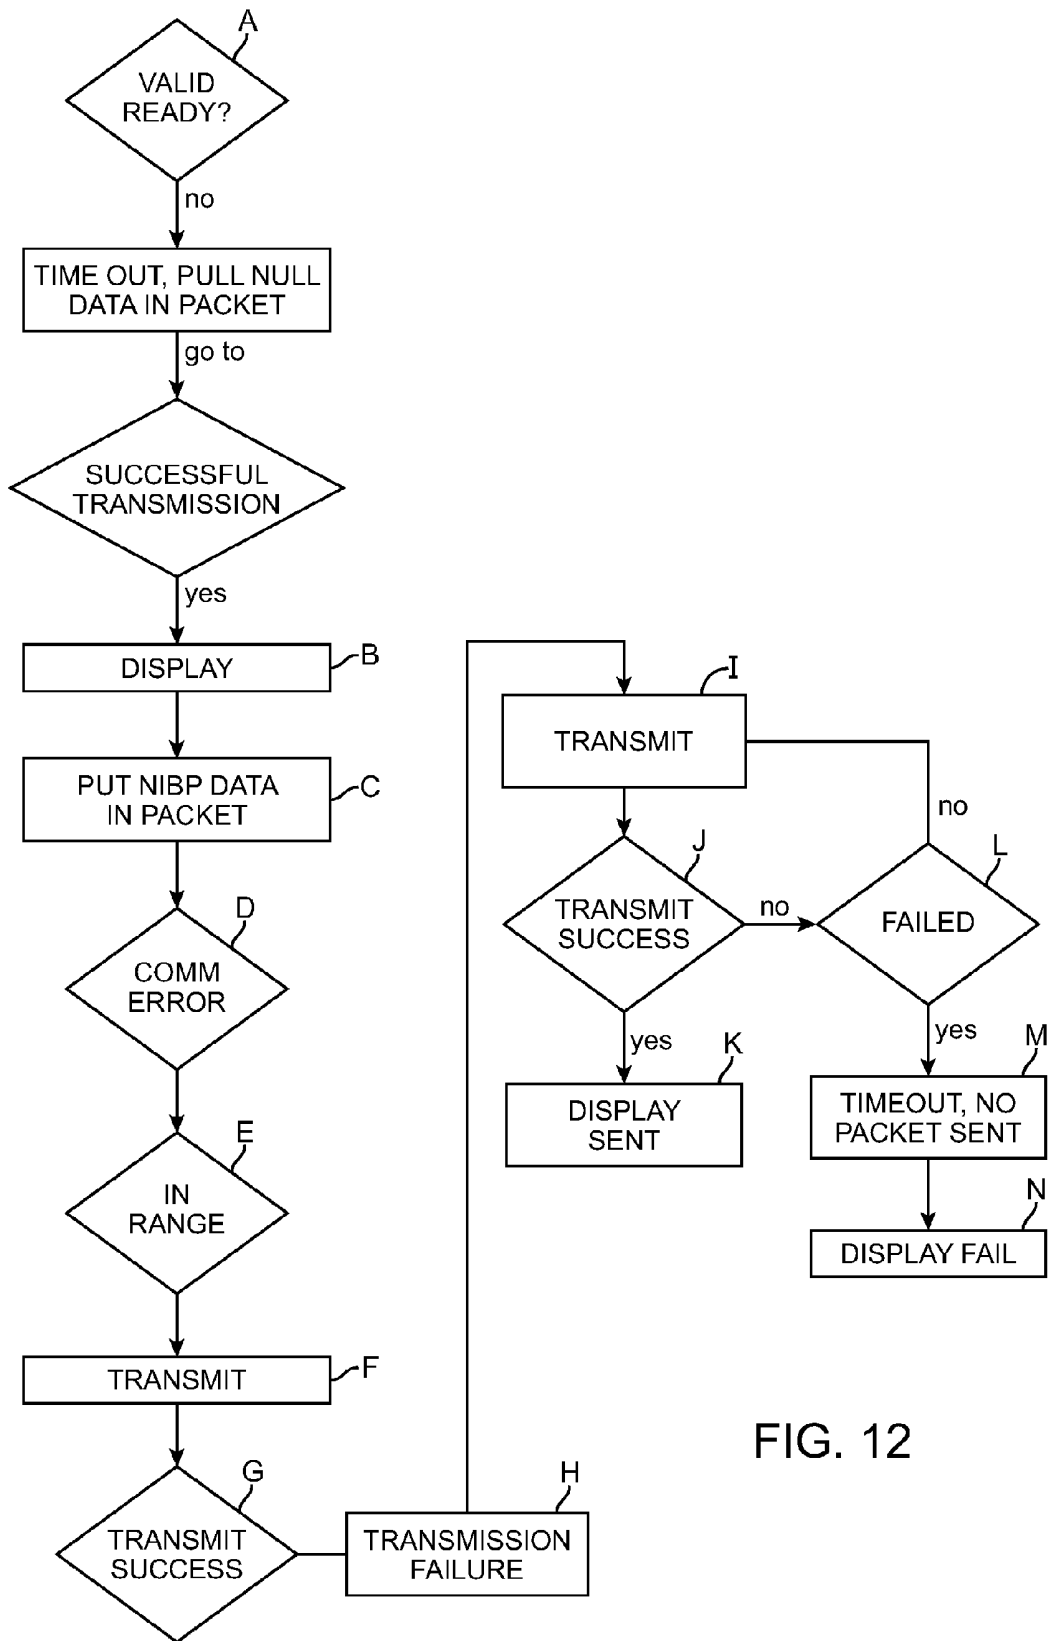 A
VALID
READY?
no
TIME OUT, PULL NULL
DATA IN PACKET
go to
SUCCESSFUL
TRANSMISSION
yes
DISPLAY
B
PUT NIBP DATA
IN PACKET
C
D
COMM
ERROR
E
IN
RANGE
TRANSMIT
F
G
TRANSMIT
SUCCESS
H
TRANSMISSION
FAILURE
I
TRANSMIT
J
TRANSMIT
SUCCESS
no
yes
K
DISPLAY
SENT
no
L
FAILED
yes
M
TIMEOUT, NO
PACKET SENT
N
DISPLAY FAIL
FIG. 12